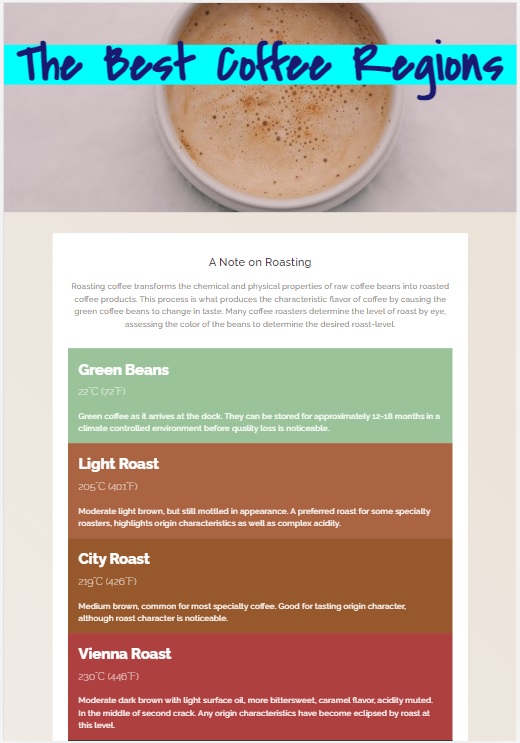 The Best Coffee Regions
A Note on Roasting
Roasting coffee transforms the chemical and physical properties of raw coffee beans into roasted
coffee products. This process is what produces the characteristic flavor of coffee by causing the
green coffee beans to change in taste. Many coffee roasters determine the level of roast by eye,
assessing the color of the beans to determine the desired roast-level.
Green Beans
22°C (72°F)
Green coffee as it arrives at the dock. They can be stored for approximately 12-18 months in a
climate controlled environment before quality loss is noticeable.
Light Roast
205°C (401°F)
Moderate light brown, but still mottled in appearance. A preferred roast for some specialty
roasters, highlights origin characteristics as well as complex acidity.
City Roast
219°C (426°F)
Medium brown, common for most specialty coffee. Good for tasting origin character,
although roast character is noticeable.
Vienna Roast
230°C (446°F)
Moderate dark brown with light surface oil, more bittersweet, caramel flavor, acidity muted.
In the middle of second crack. Any origin characteristics have become eclipsed by roast at
this level.